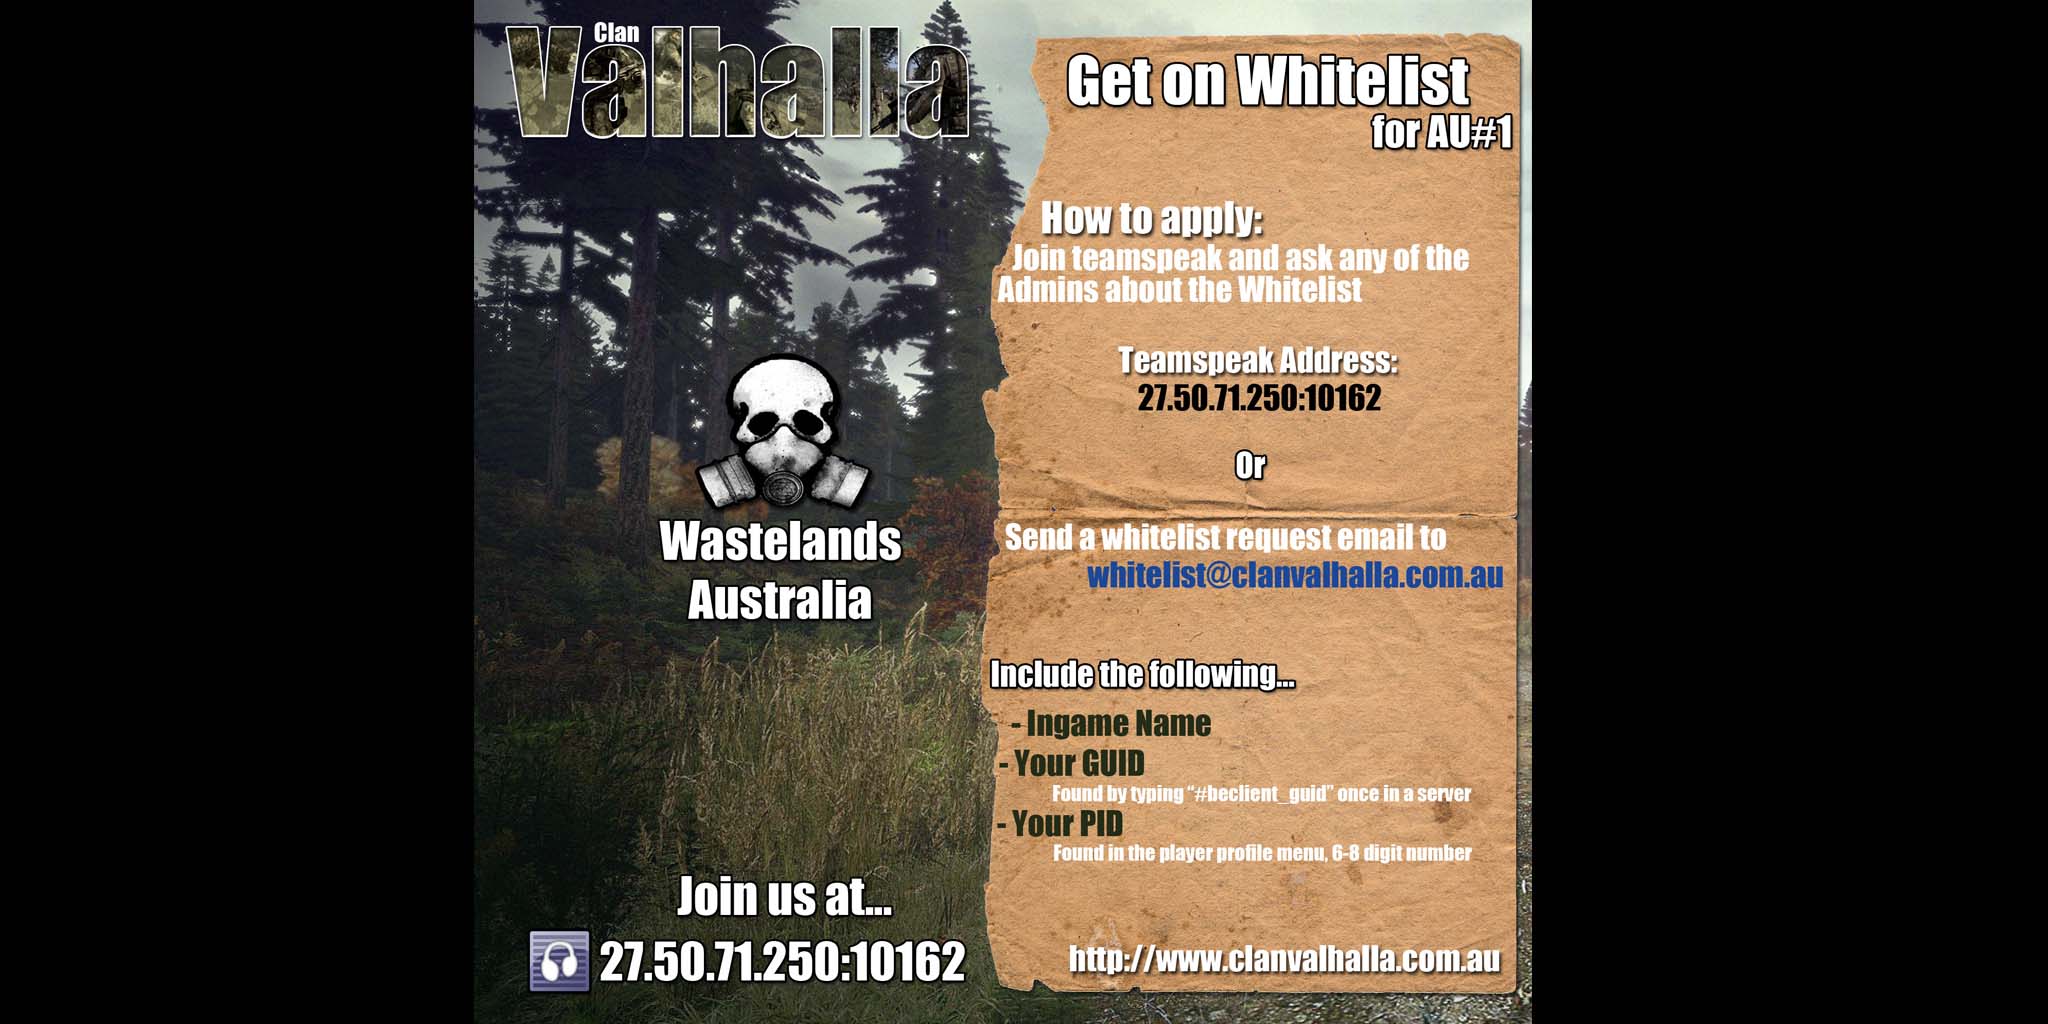 Clan
Valhalla
Wastelands
Australia
Join us at...
27.50.71.250:10162
Get on Whitelist
for AU#1
How to apply:
Join teamspeak and ask any of the
Admins about the Whitelist
Teamspeak Address:
27.50.71.250:10162
Or
Send a whitelist request email to
whitelist@clanvalhalla.com.au
Include the following...
- Ingame Name
- Your GUID
Found by typing “#beclient_guid” once in a server
- Your PID
Found in the player profile menu, 6-8 digit number
http://www.clanvalhalla.com.au